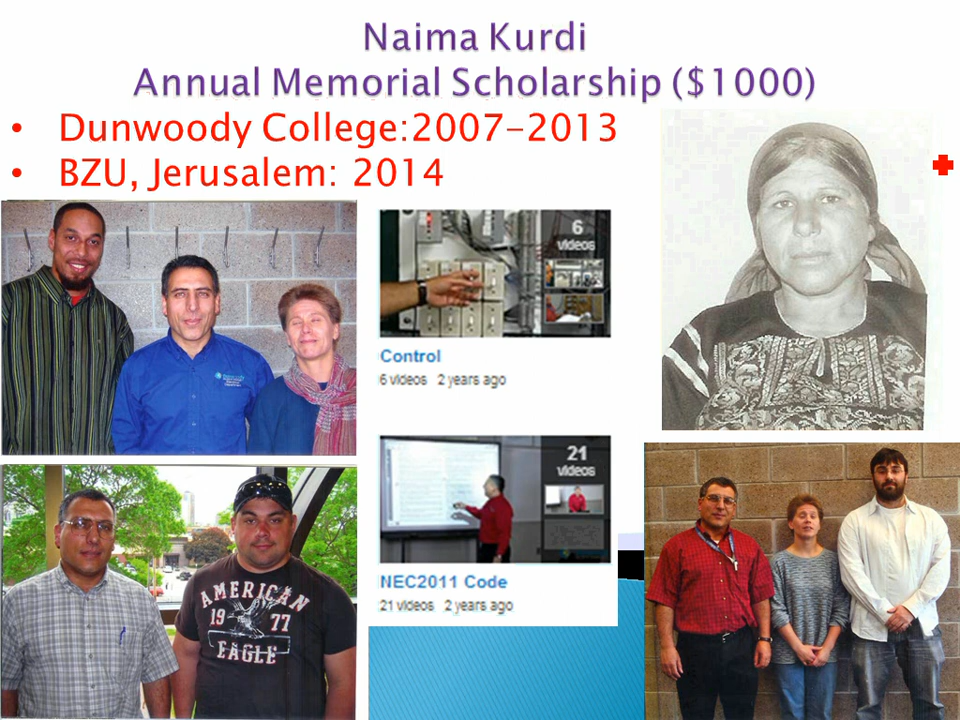 Naima Kurdi
Annual Memorial Scholarship ($1000)
• Dunwoody College:2007-2013
• BZU, Jerusalem: 2014
6
videos
Control
6 videos 2 years ago
21
videos
NEC2011 Code
21 videos 2 years ago
AMERICAN
19 77
EAGLE